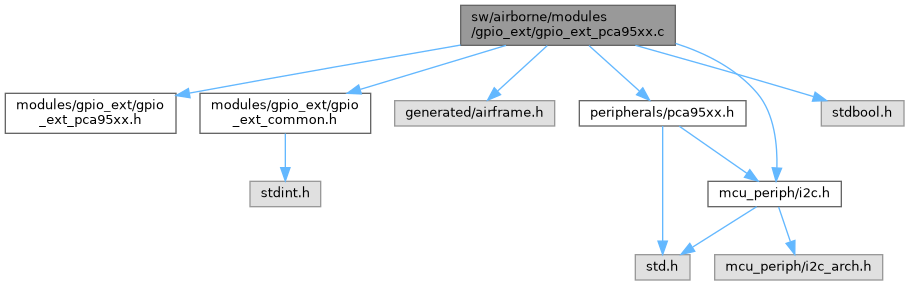 sw/airborne/modules
/gpio_ext/gpio_ext_pca95xx.c
modules/gpio_ext/gpio
_ext_pca95xx.h
modules/gpio_ext/gpio
_ext_common.h
generated/airframe.h
peripherals/pca95xx.h
stdbool.h
stdint.h
mcu_periph/i2c.h
std.h
mcu_periph/i2c_arch.h